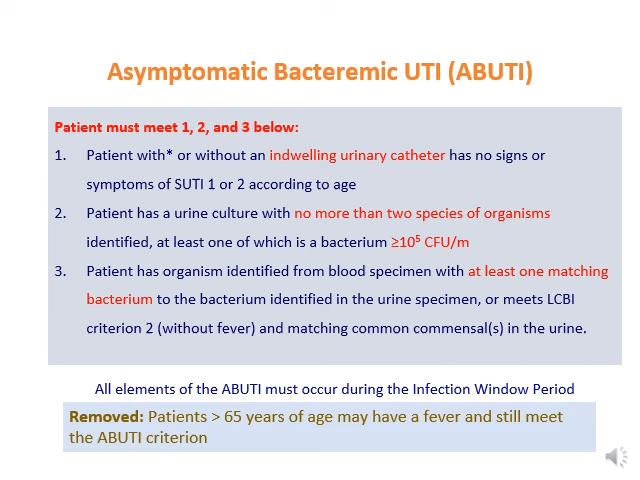 Asymptomatic Bacteremic UTI (ABUTI)
Patient must meet 1, 2, and 3 below:
1. Patient with* or without an indwelling urinary catheter has no signs or
symptoms of SUTI 1 or 2 according to age
2. Patient has a urine culture with no more than two species of organisms
identified, at least one of which is a bacterium ≥10⁵ CFU/m
3. Patient has organism identified from blood specimen with at least one matching
bacterium to the bacterium identified in the urine specimen, or meets LCBI
criterion 2 (without fever) and matching common commensal(s) in the urine.
All elements of the ABUTI must occur during the Infection Window Period
Removed: Patients > 65 years of age may have a fever and still meet
the ABUTI criterion